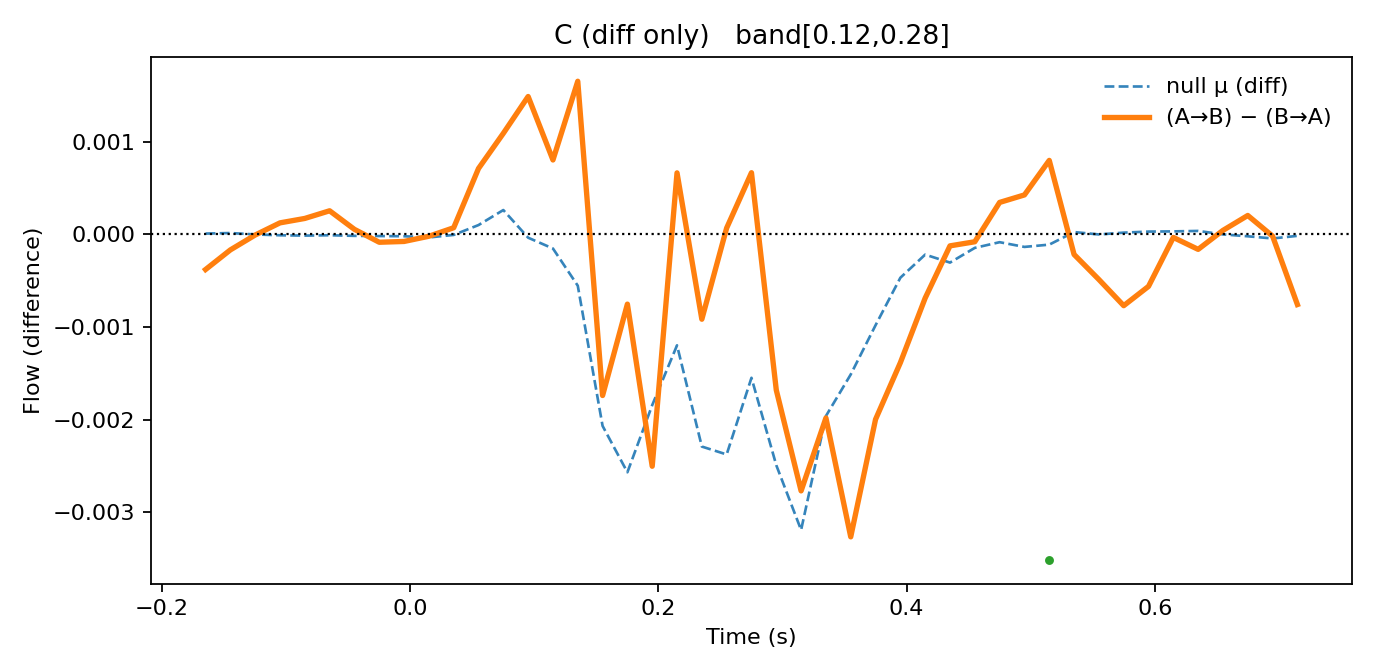 C (diff only)   band[0.12,0.28]
null μ (diff)
(A→B) − (B→A)
Flow (difference)
0.001
0.000
−0.001
−0.002
−0.003
−0.2
0.0
0.2
0.4
0.6
Time (s)